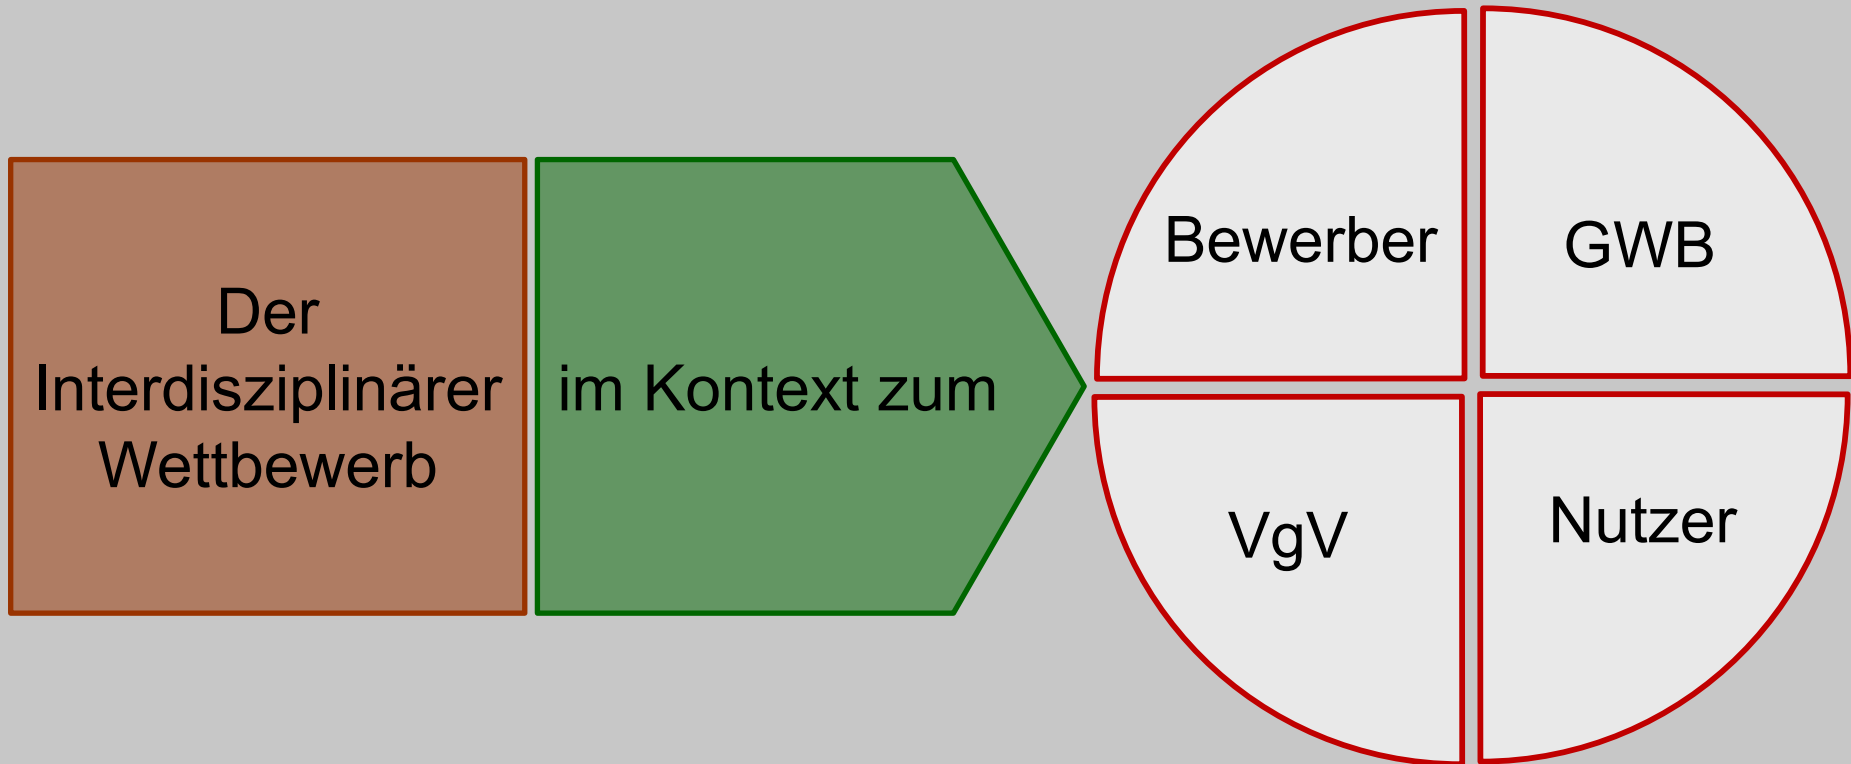 Der
Interdisziplinärer
Wettbewerb
im Kontext zum
Bewerber
GWB
VgV
Nutzer